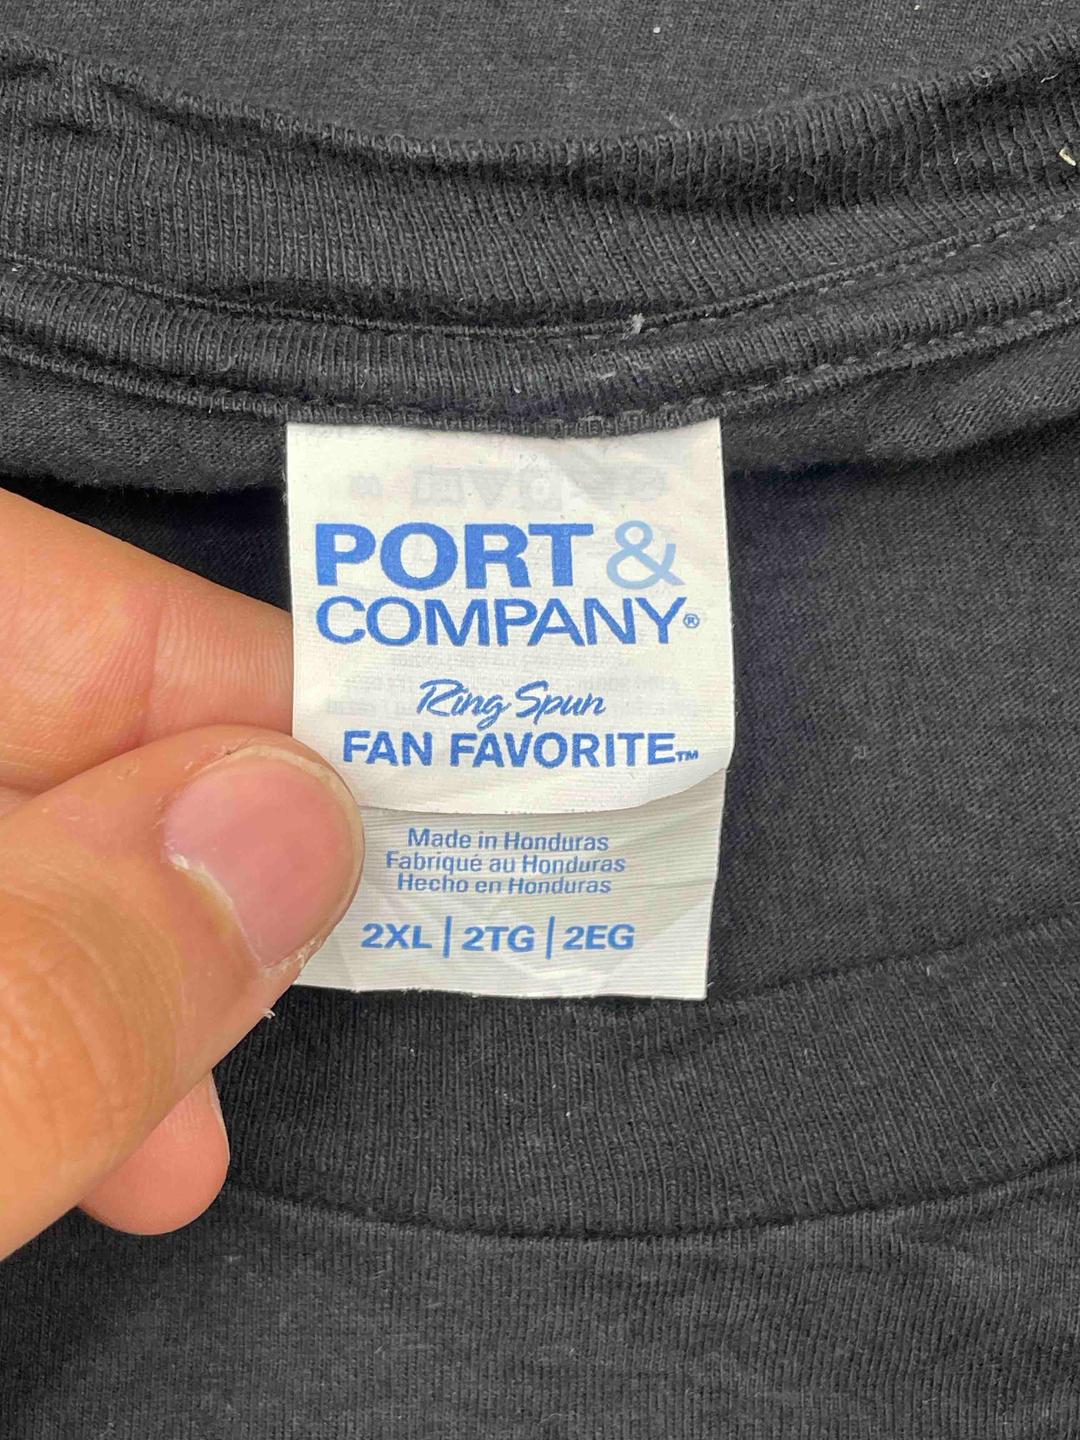 PORT &
COMPANY®
Ring Spun
FAN FAVORITE™
Made in Honduras
Fabriqué au Honduras
Hecho en Honduras
2XL | 2TG | 2EG